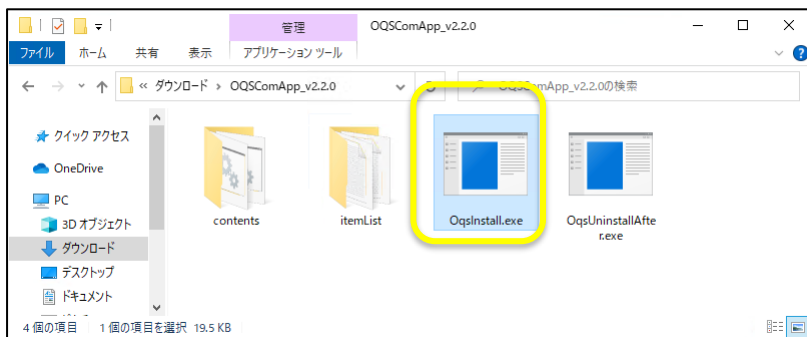 管理
OQSComApp_v2.2.0
ファイル ホーム 共有 表示 アプリケーション ツール
« ダウンロード › OQSComApp_v2.2.0
OQSComApp_v2.2.0の検索
クイック アクセス
OneDrive
PC
3D オブジェクト
ダウンロード
デスクトップ
ドキュメント
contents
itemList
OqsInstall.exe
OqsUninstallAfte
r.exe
4 個の項目 1 個の項目を選択 19.5 KB